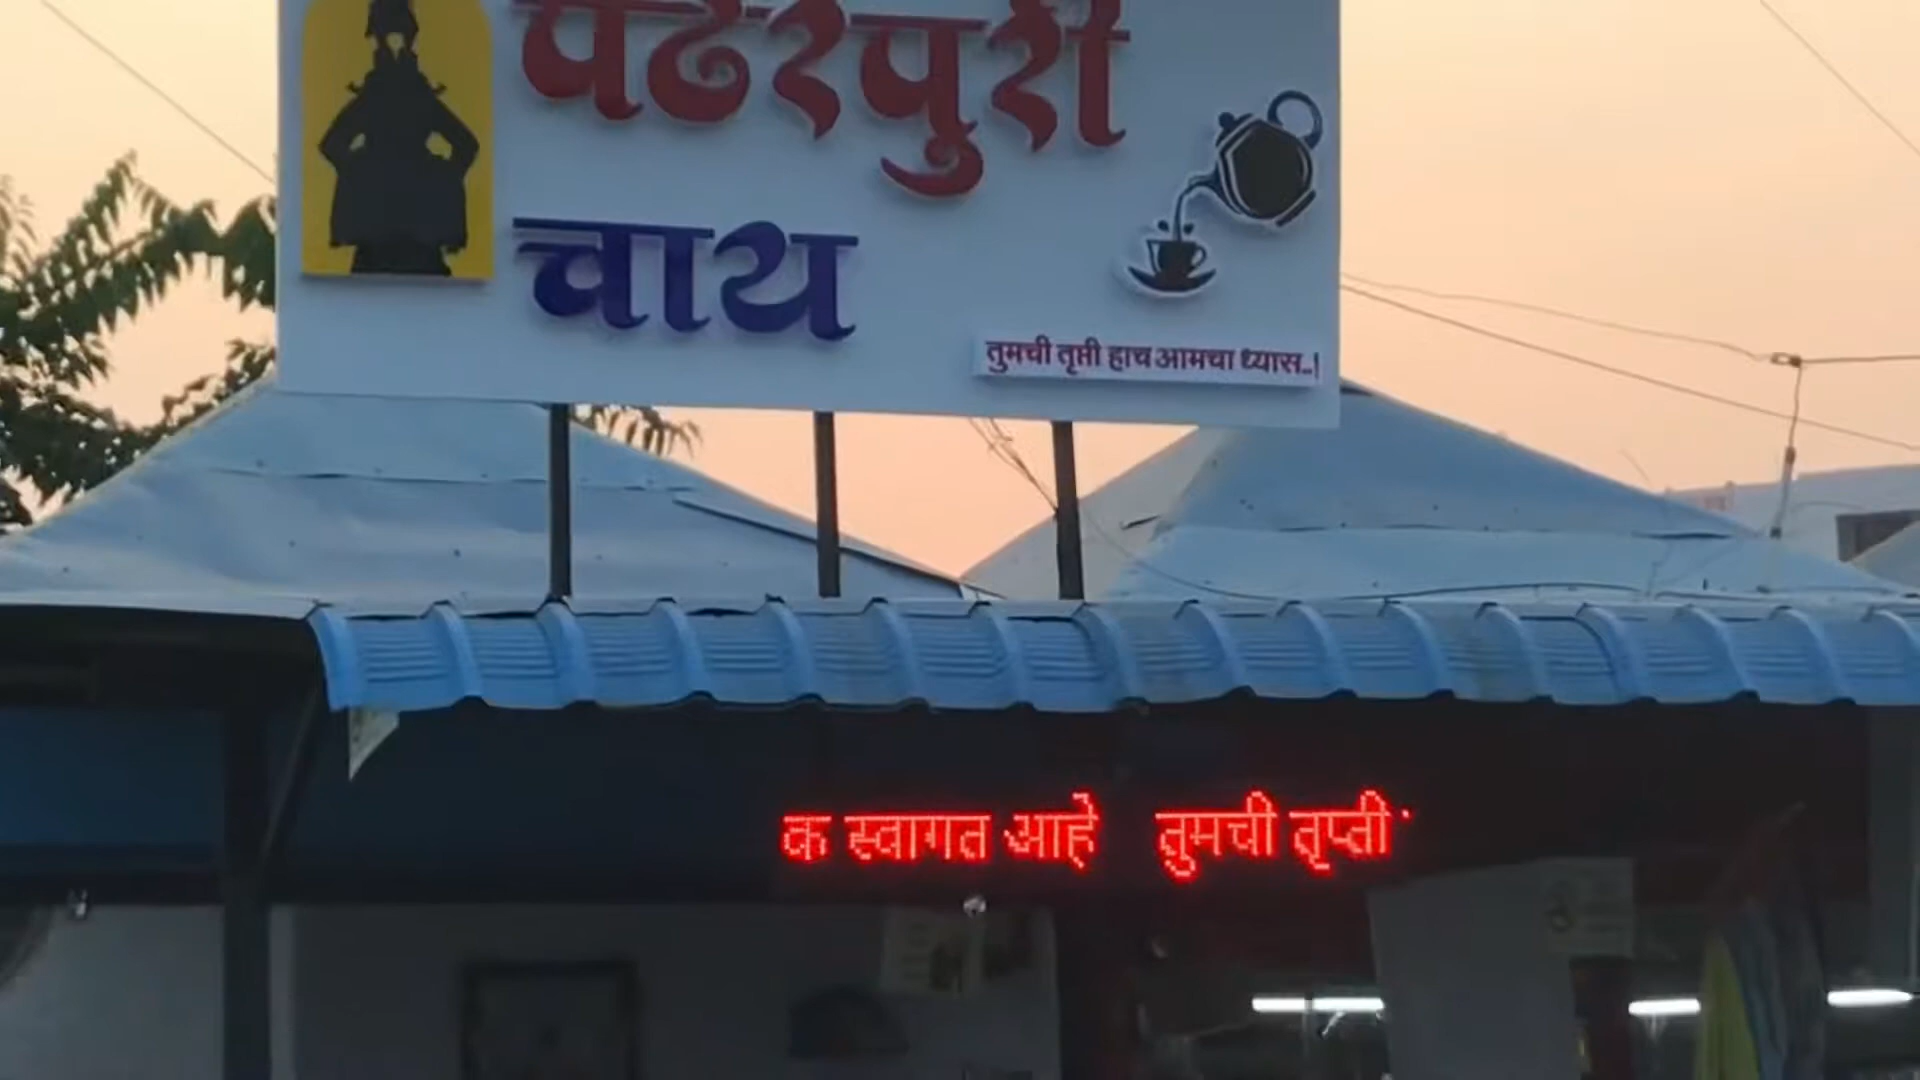 पंढरपुरी
चाय
तुमची तृप्ती हाच आमचा ध्यास..!
क स्वागत आहे तुमची तृप्ती